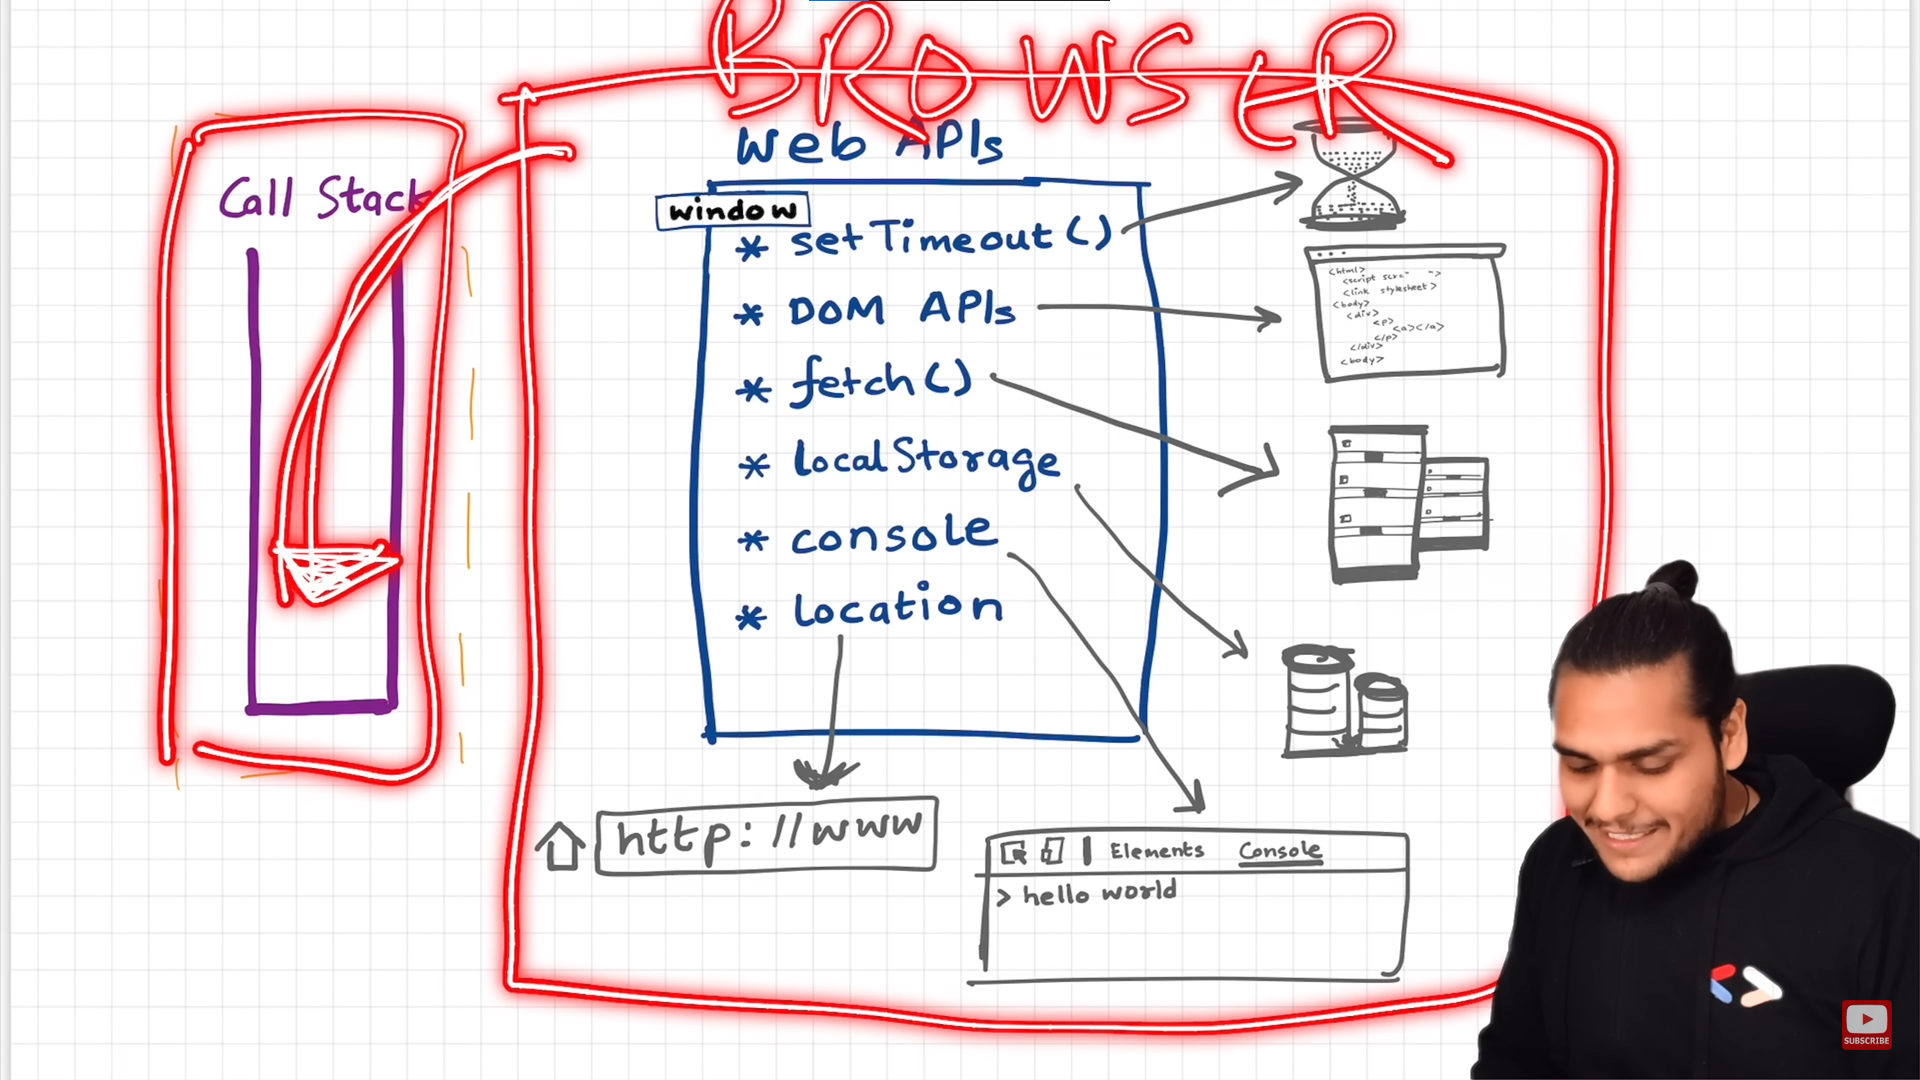 BROWSER
Web APIs
Call Stack
window
* setTimeout()
* DOM APIs
* fetch()
* localStorage
* console
* location
<html>
<script scr=" ">
<link stylesheet>
<body>
<div>
<p>
<a></a>
</p>
</div>
<body>
http://www
Elements Console
> hello world
SUBSCRIBE